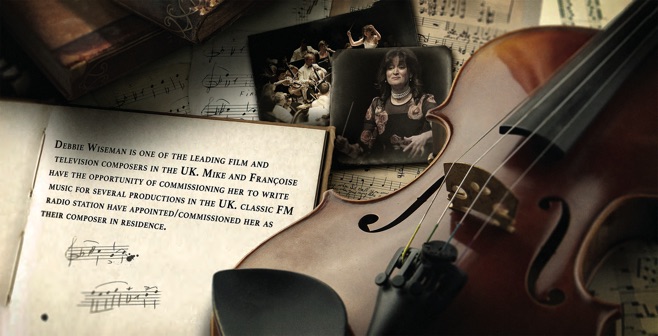 Debbie Wiseman is one of the leading film and
television composers in the UK. Mike and Françoise
have the opportunity of commissioning her to write
music for several productions in the UK. classic FM
radio station have appointed/commissioned her as
their composer in residence.